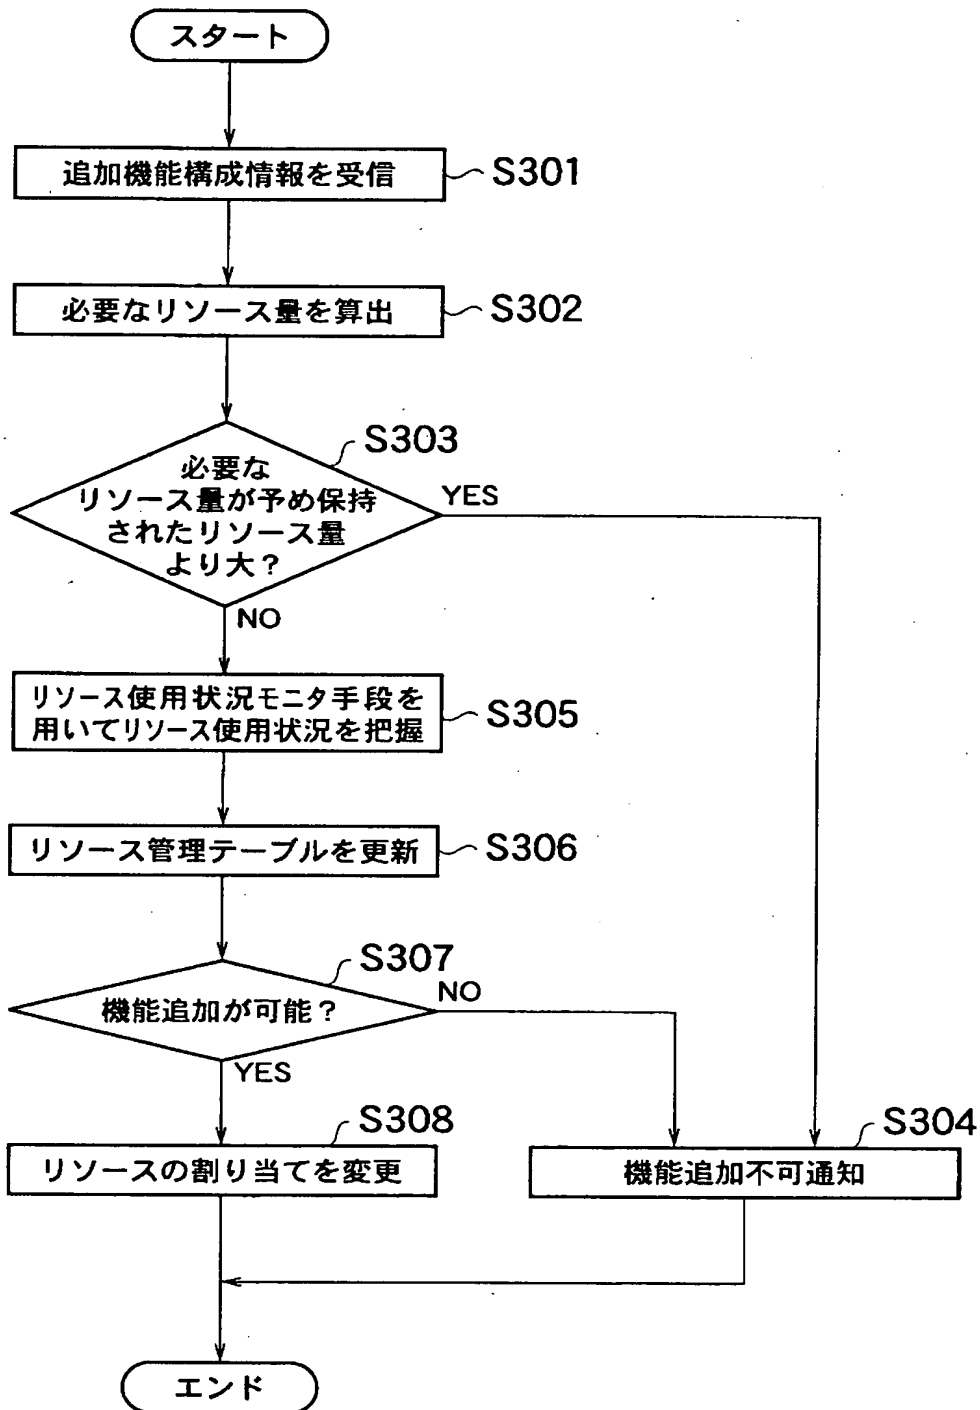 スタート
追加機能構成情報を受信
S301
必要なリソース量を算出
S302
S303
必要な
リソース量が予め保持
されたリソース量
より大？
YES
NO
リソース使用状況モニタ手段を
用いてリソース使用状況を把握
S305
リソース管理テーブルを更新
S306
S307
機能追加が可能？
NO
YES
S308
リソースの割り当てを変更
S304
機能追加不可通知
エンド